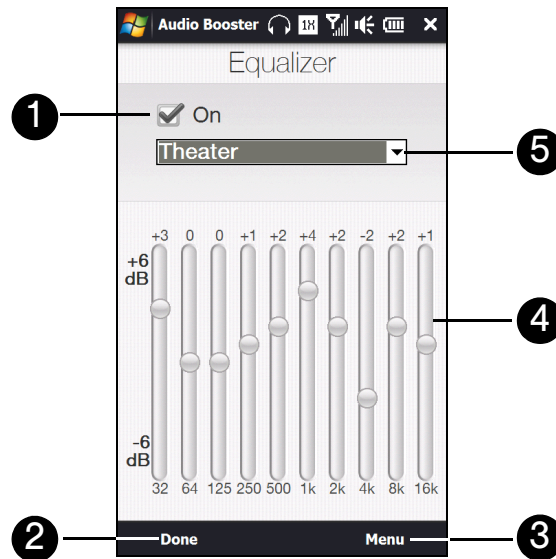 Audio Booster 1X
Equalizer
1 On
Theater 5
+3 0 0 +1 +2 +4 +2 -2 +2 +1
+6
dB
4
-6
dB
32 64 125 250 500 1k 2k 4k 8k 16k
2 Done Menu 3